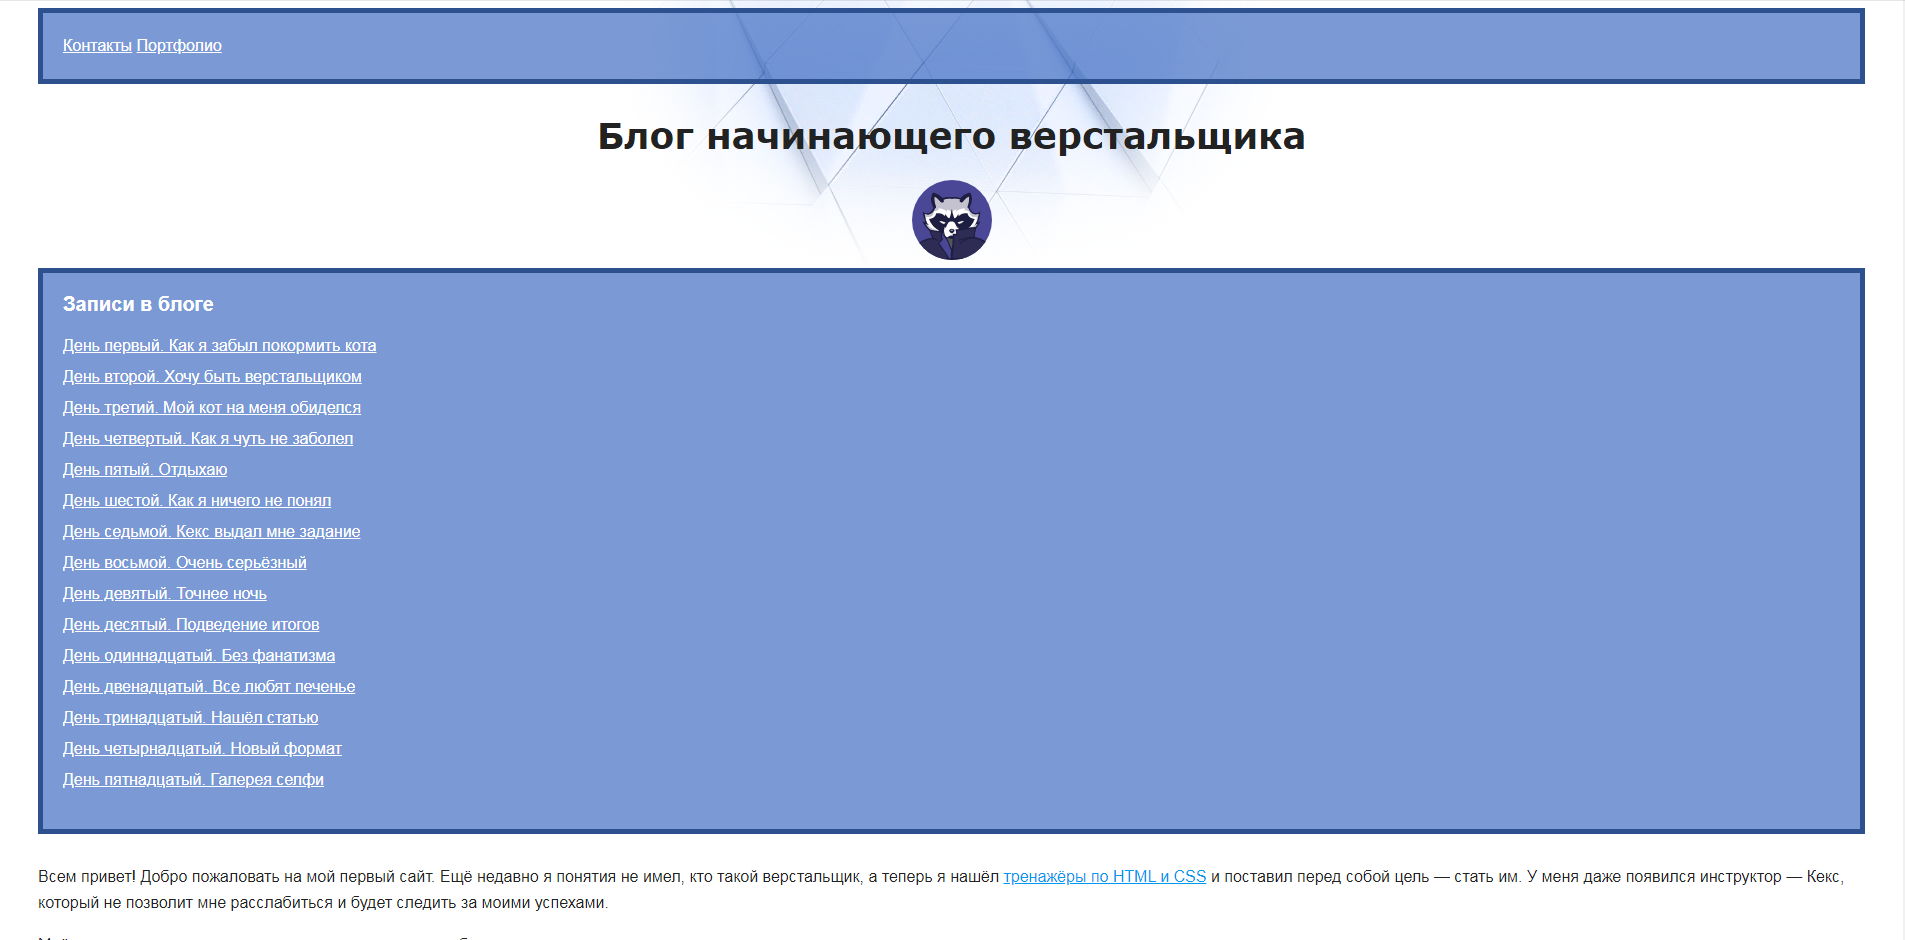 Контакты Портфолио
Блог начинающего верстальщика
Записи в блоге
День первый. Как я забыл покормить кота
День второй. Хочу быть верстальщиком
День третий. Мой кот на меня обиделся
День четвертый. Как я чуть не заболел
День пятый. Отдыхаю
День шестой. Как я ничего не понял
День седьмой. Кекс выдал мне задание
День восьмой. Очень серьёзный
День девятый. Точнее ночь
День десятый. Подведение итогов
День одиннадцатый. Без фанатизма
День двенадцатый. Все любят печенье
День тринадцатый. Нашёл статью
День четырнадцатый. Новый формат
День пятнадцатый. Галерея селфи
Всем привет! Добро пожаловать на мой первый сайт. Ещё недавно я понятия не имел, кто такой верстальщик, а теперь я нашёл тренажёры по HTML и CSS и поставил перед собой цель — стать им. У меня даже появился инструктор — Кекс,
который не позволит мне расслабиться и будет следить за моими успехами.